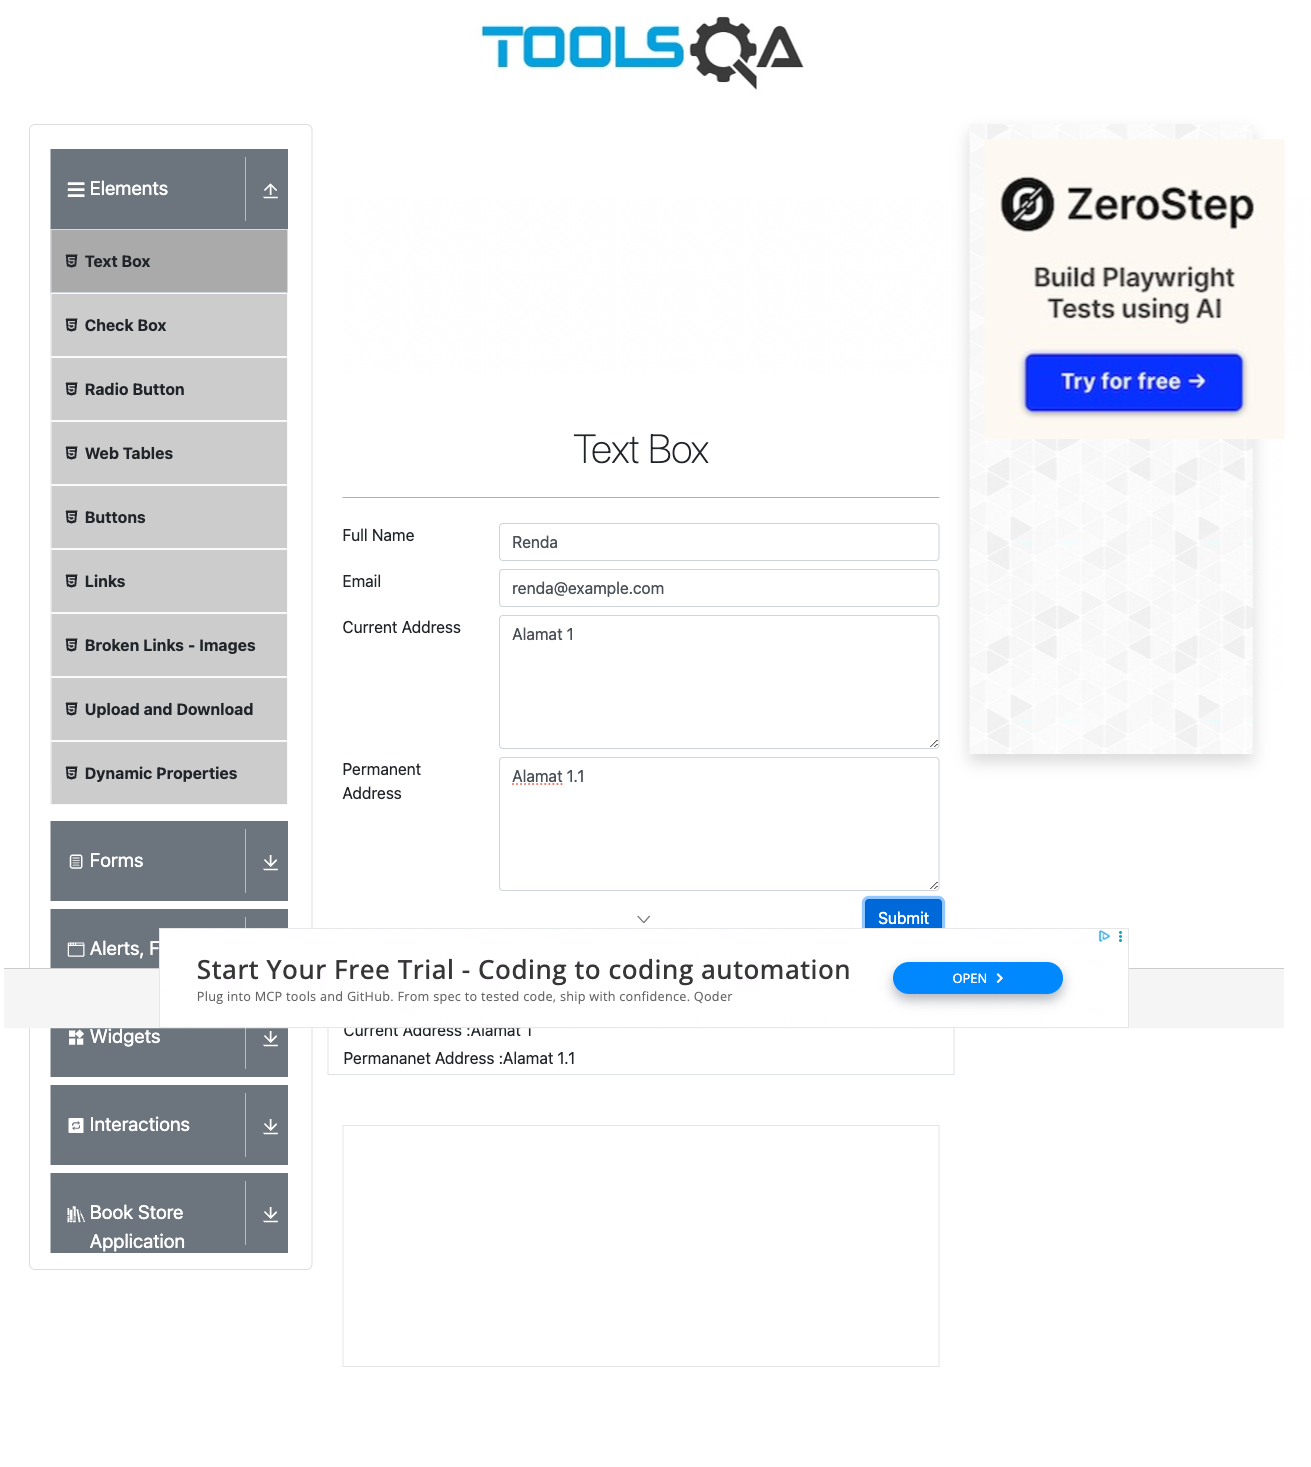 TOOLSQA
Elements
Text Box
Check Box
Radio Button
Web Tables
Buttons
Links
Broken Links - Images
Upload and Download
Dynamic Properties
Forms
Alerts, F
Widgets
Interactions
Book Store
Application
Text Box
Full Name
Renda
Email
renda@example.com
Current Address
Alamat 1
Permanent
Address
Alamat 1.1
Submit
Start Your Free Trial - Coding to coding automation
Plug into MCP tools and GitHub. From spec to tested code, ship with confidence. Qoder
OPEN
Current Address :Alamat 1
Permananet Address :Alamat 1.1
ZeroStep
Build Playwright
Tests using AI
Try for free →